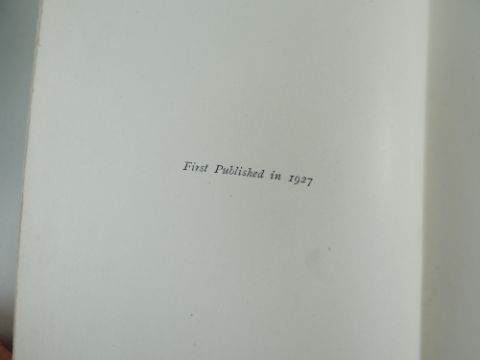 First Published in 1927